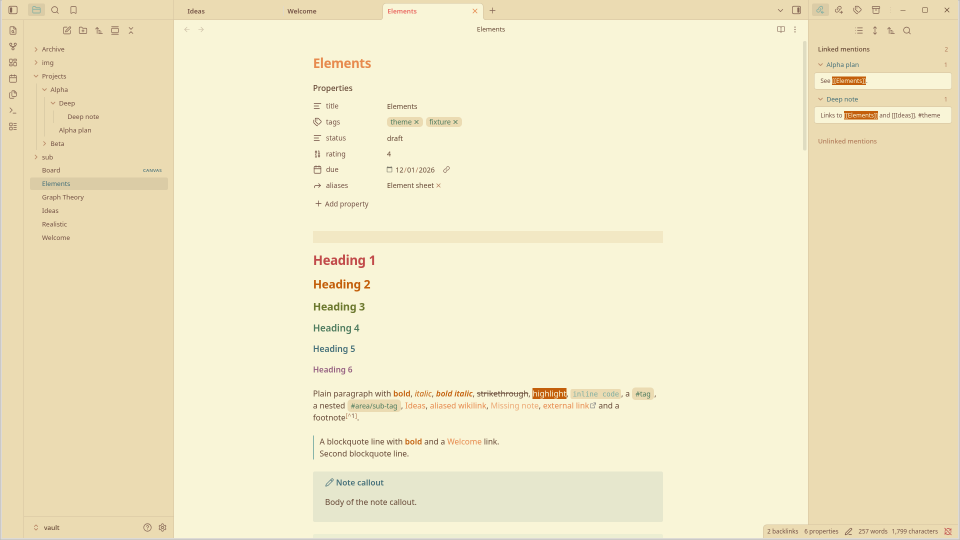 Ideas
Welcome
Elements
Elements
Archive
img
Projects
Alpha
Deep
Deep note
Alpha plan
Beta
sub
Board CANVAS
Elements
Graph Theory
Ideas
Realistic
Welcome
vault
Elements
Properties
title Elements
tags theme fixture
status draft
rating 4
due 12/01/2026
aliases Element sheet
Add property
Heading 1
Heading 2
Heading 3
Heading 4
Heading 5
Heading 6
Plain paragraph with bold, italic, bold italic, strikethrough, highlight, inline code, a #tag,
a nested #area/sub-tag, Ideas, aliased wikilink, Missing note, external link and a
footnote[^1].
A blockquote line with bold and a Welcome link.
Second blockquote line.
Note callout
Body of the note callout.
Linked mentions 2
Alpha plan 1
See [[Elements]].
Deep note 1
Links to [[Elements]] and [[Ideas]]. #theme
Unlinked mentions
2 backlinks 6 properties 257 words 1,799 characters